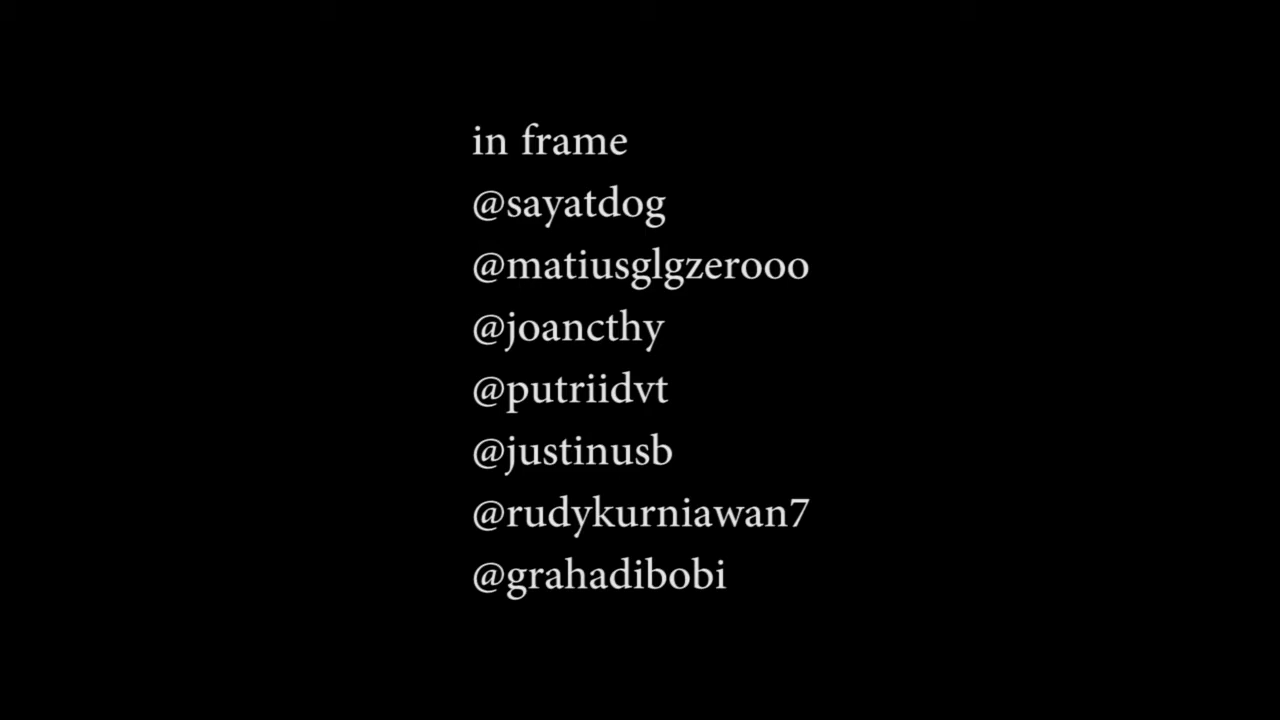 in frame
@sayatdog
@matiusglgzerooo
@joancthy
@putriidvt
@justinusb
@rudykurniawan7
@grahadibobi